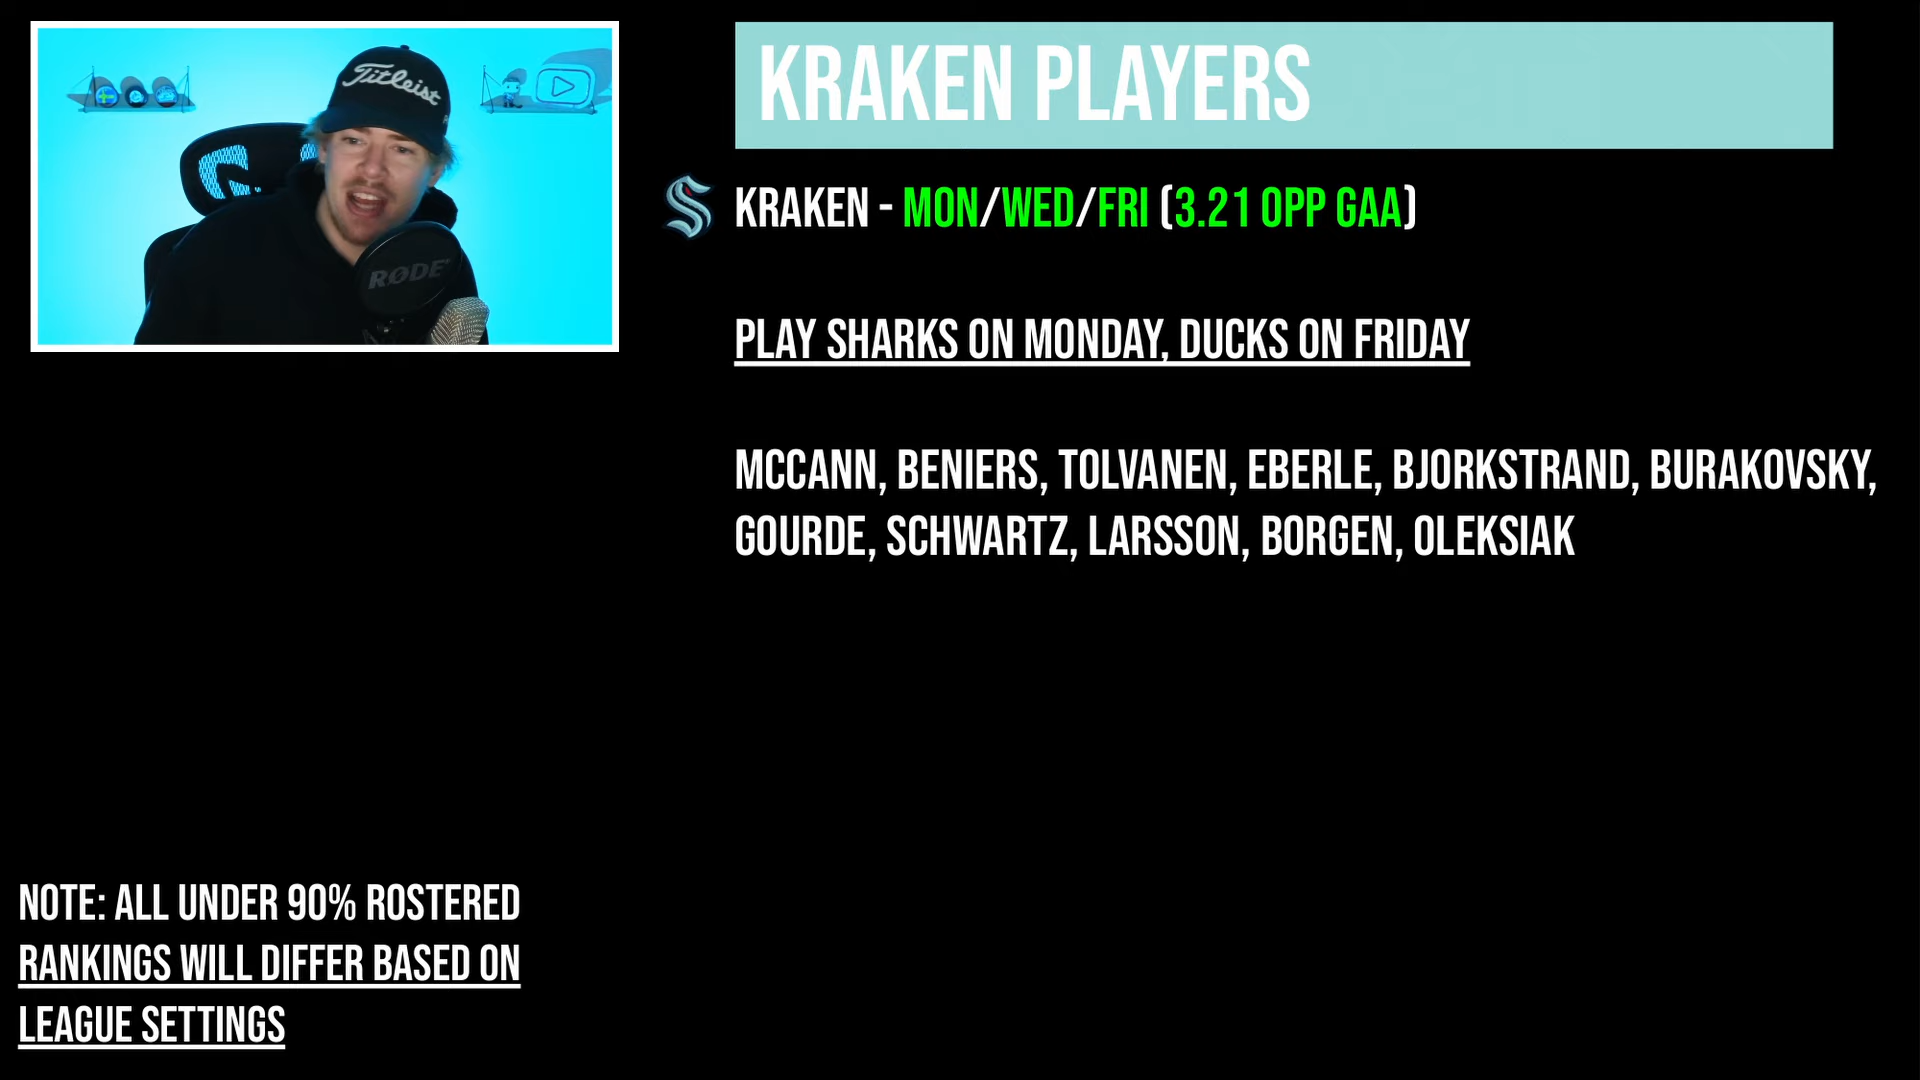 Titleist
RØDE
KRAKEN PLAYERS
KRAKEN - MON/WED/FRI (3.21 OPP GAA)
PLAY SHARKS ON MONDAY, DUCKS ON FRIDAY
MCCANN, BENIERS, TOLVANEN, EBERLE, BJORKSTRAND, BURAKOVSKY,
GOURDE, SCHWARTZ, LARSSON, BORGEN, OLEKSIAK
NOTE: ALL UNDER 90% ROSTERED
RANKINGS WILL DIFFER BASED ON
LEAGUE SETTINGS